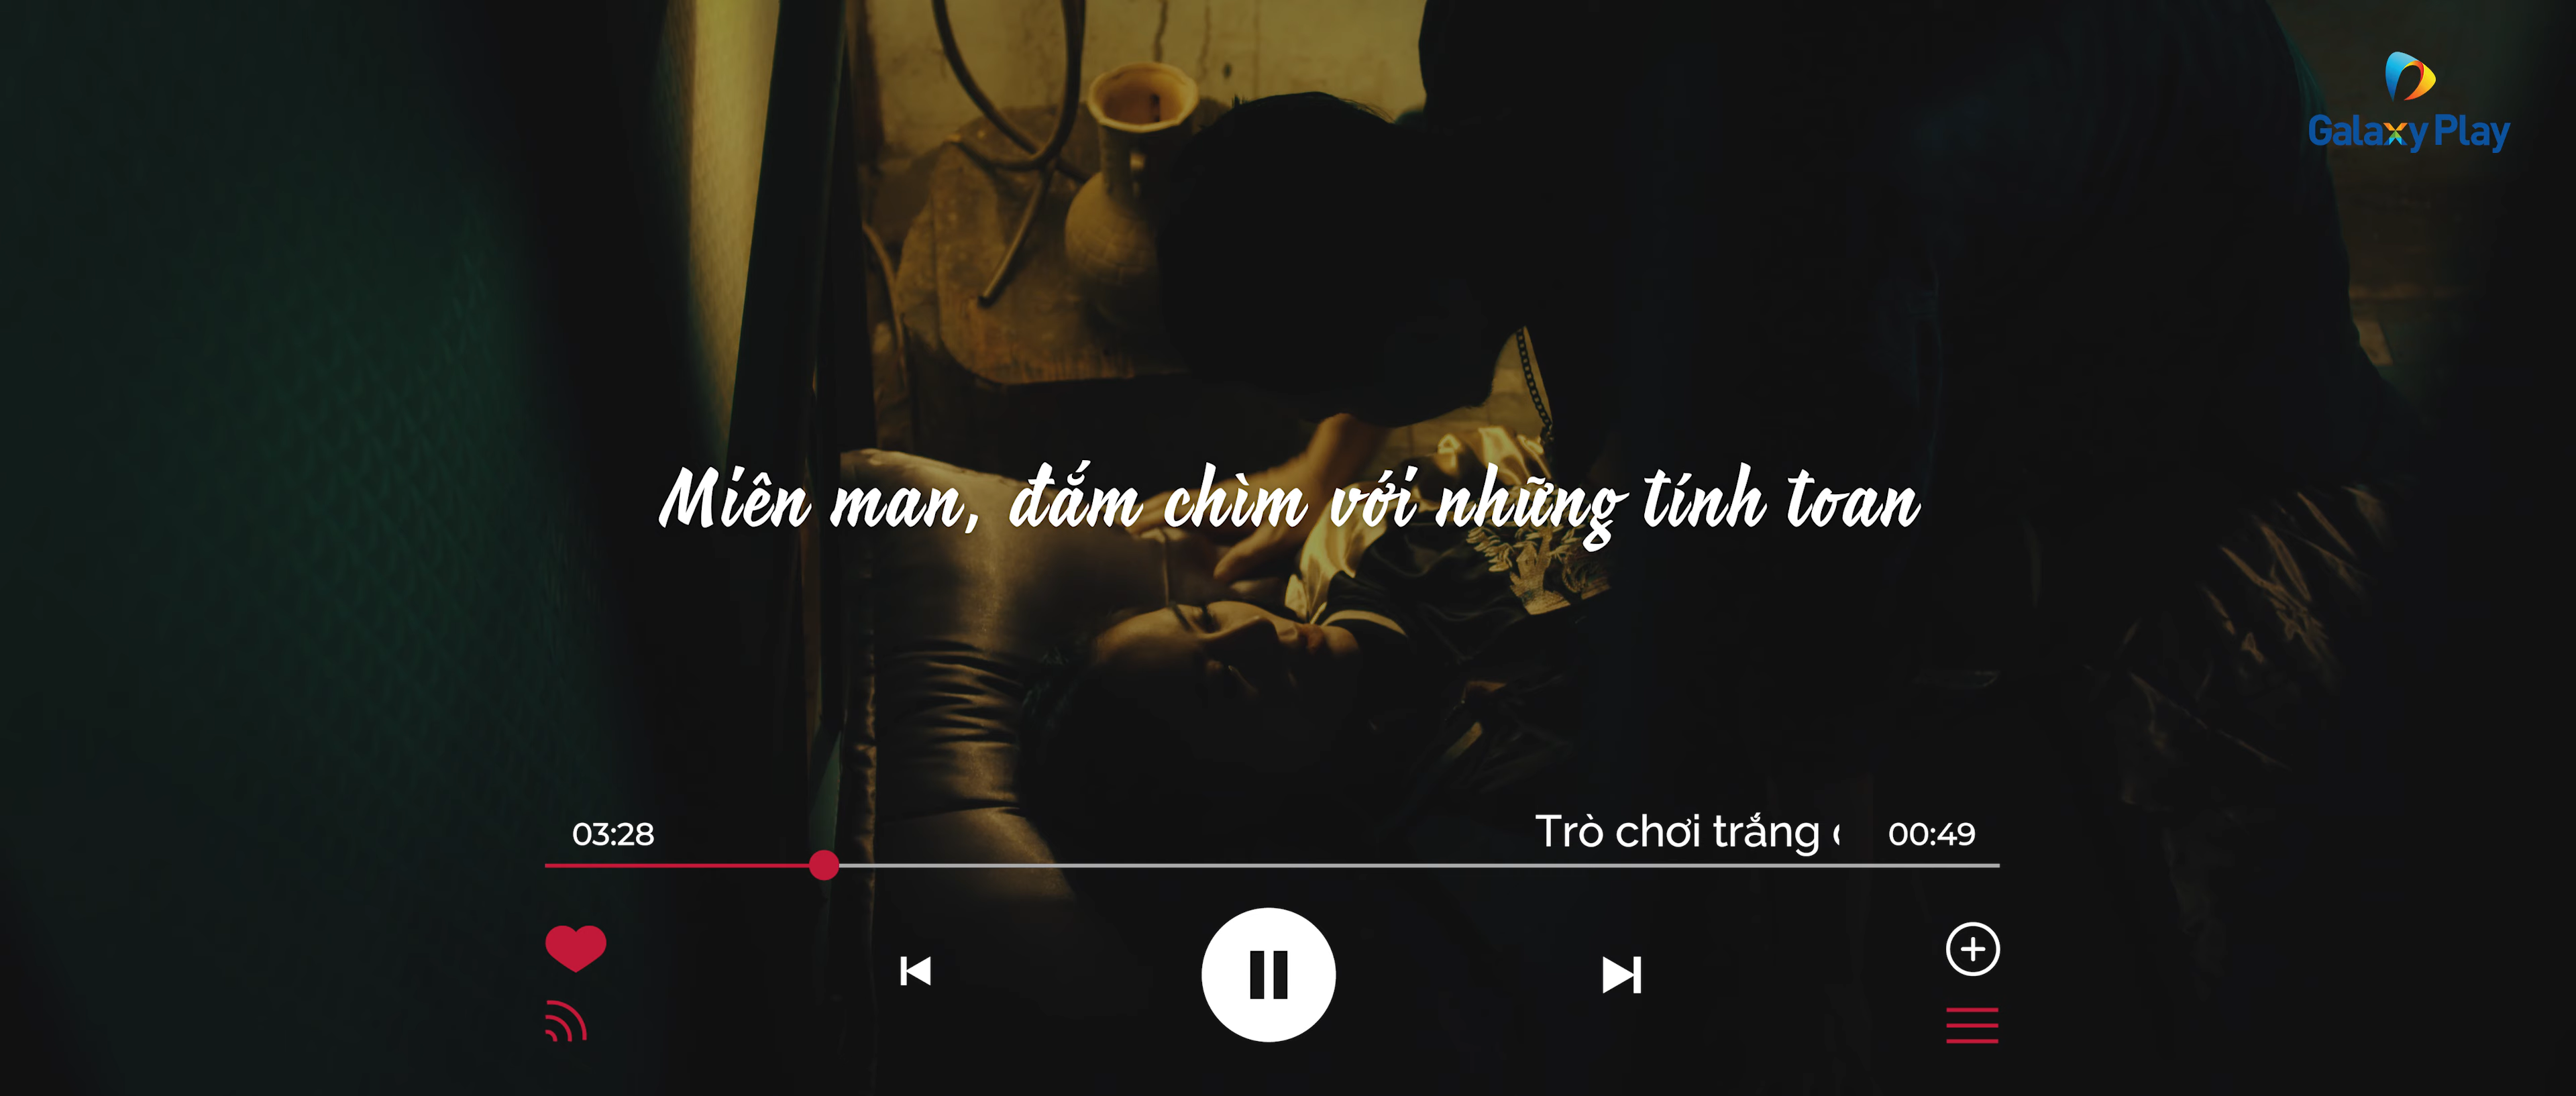 Galaxy Play
Miên man, đắm chìm với những tính toan
03:28
Trò chơi trắng
00:49